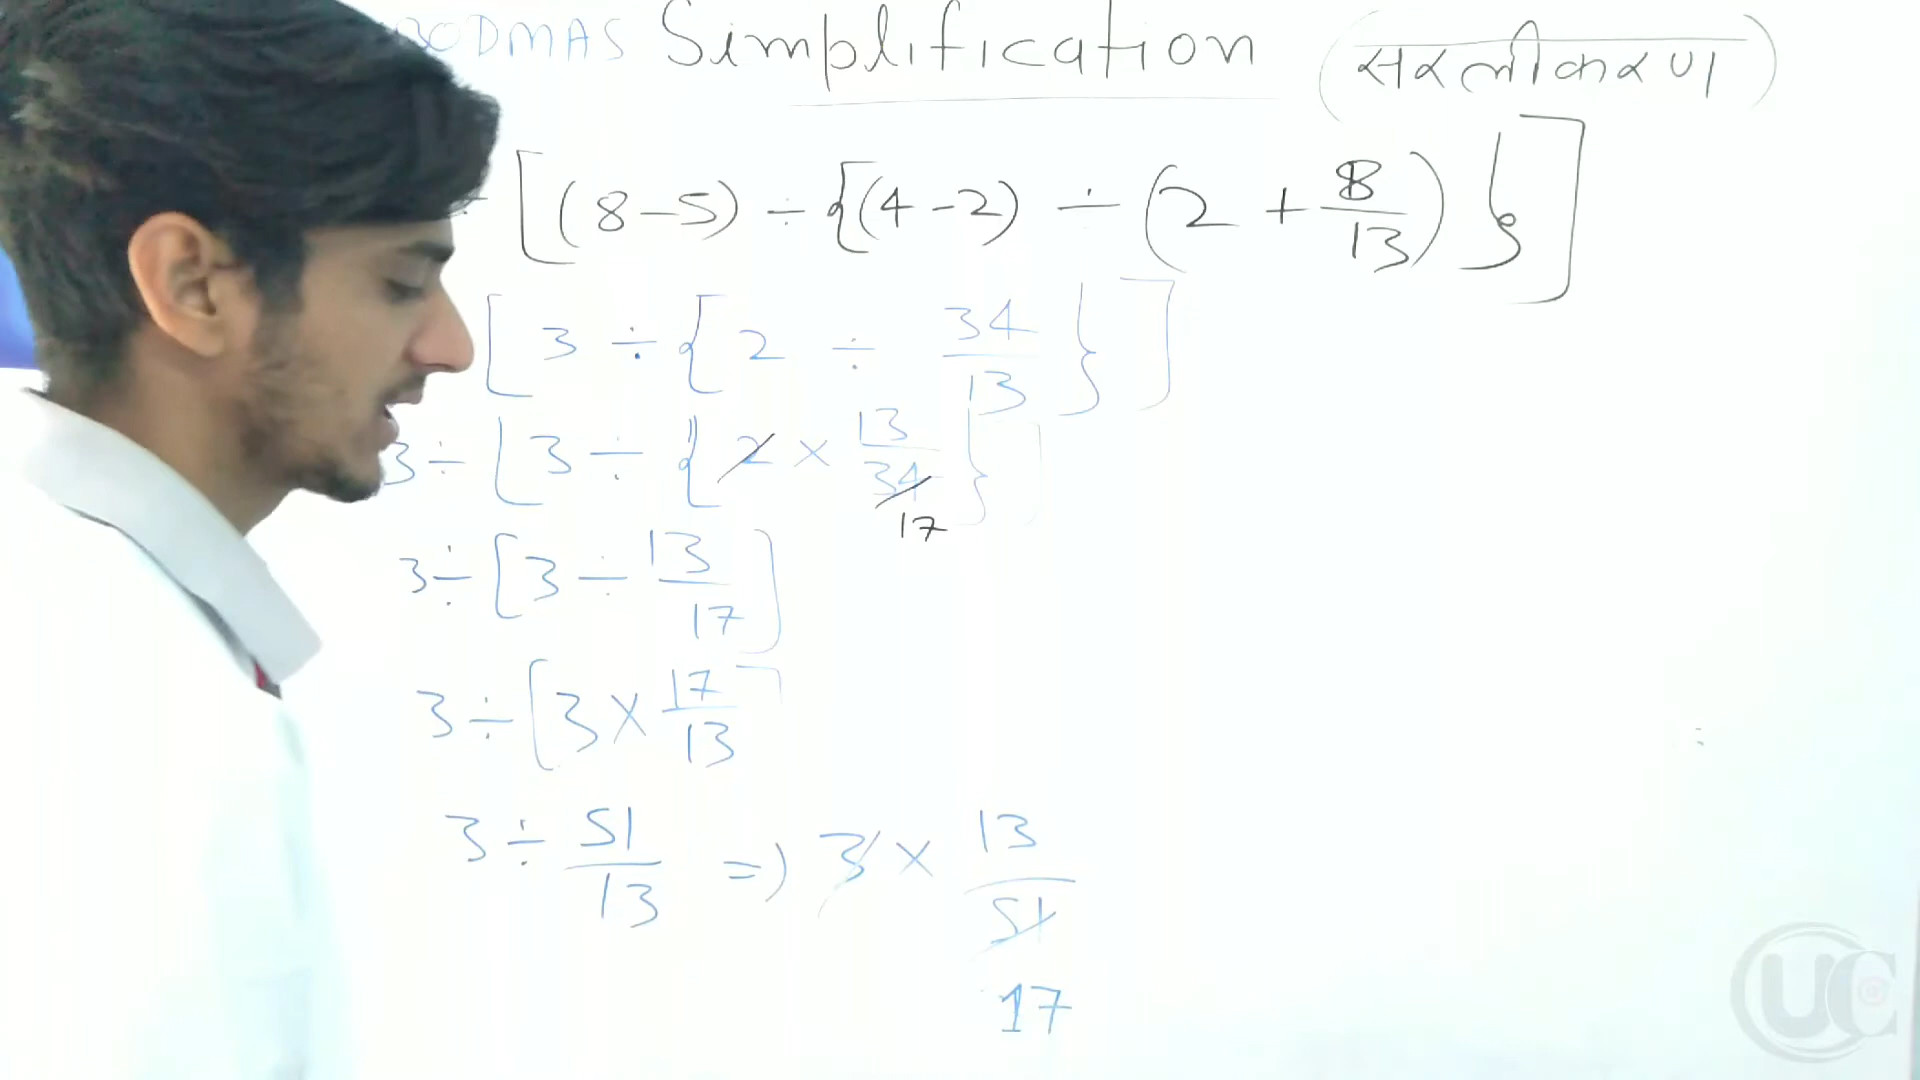 BODMAS Simplification (सरलीकरण)
÷ [(8-5) ÷ {(4-2) ÷ (2 + 8/13)}]
[3 ÷ {2 ÷ 34/13}]
3 ÷ [3 ÷ {2 × 13/34 17}]
3 ÷ [3 ÷ 13/17]
3 ÷ [3 × 17/13]
3 ÷ 51/13 => 3 × 13/51
17
UC